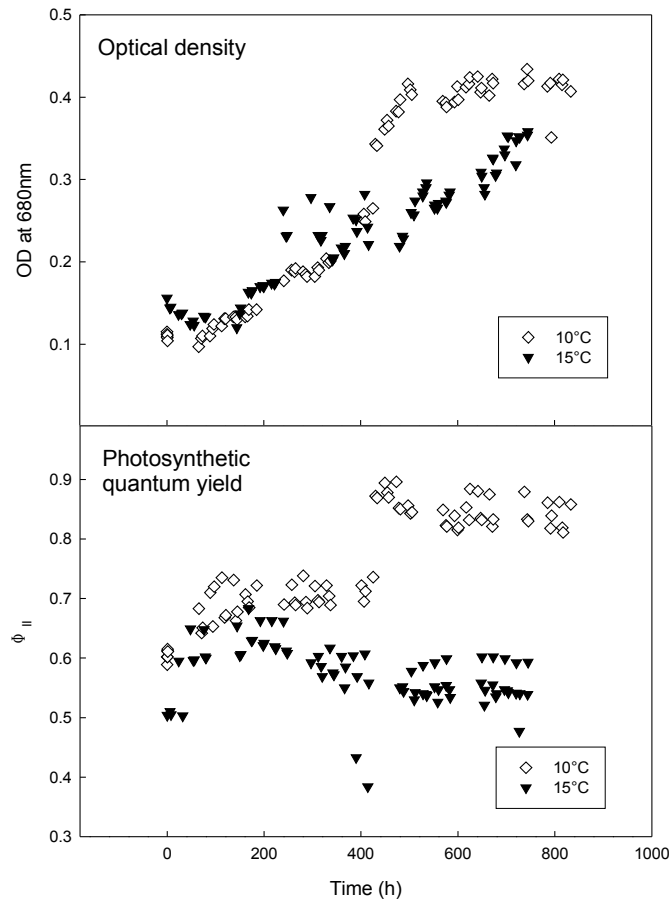 0.5
Optical density
0.4
0.3
OD at 680nm
0.2
0.1
10°C
15°C
Photosynthetic
quantum yield
0.9
0.8
0.7
ϕ II
0.6
0.5
0.4
0.3
10°C
15°C
0 200 400 600 800 1000
Time (h)